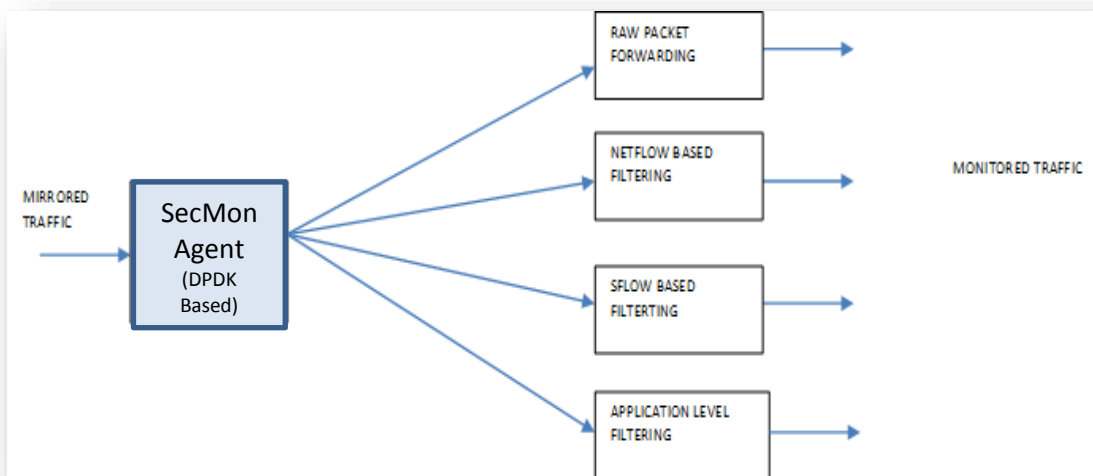 RAW PACKET
FORWARDING
NETFLOW BASED
FILTERING
MONITORED TRAFFIC
MIRRORED
TRAFFIC
SecMon
Agent
(DPDK
Based)
SFLOW BASED
FILTERTING
APPLICATION LEVEL
FILTERING